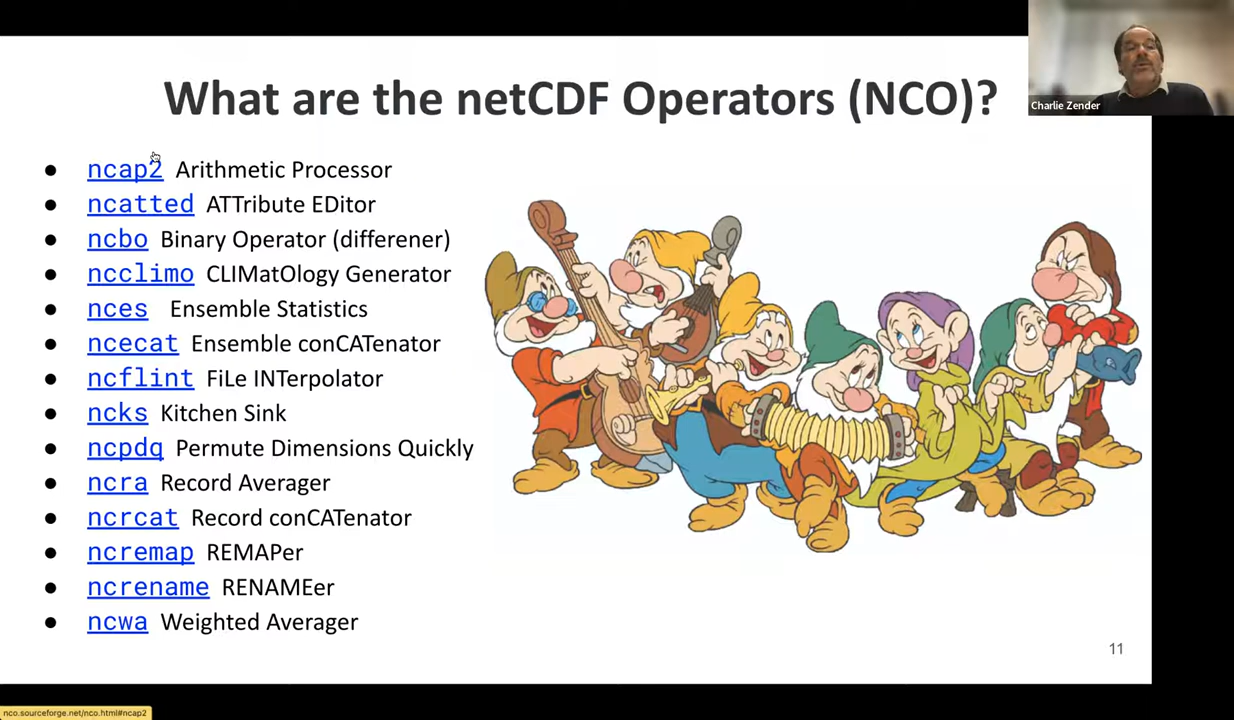 What are the netCDF Operators (NCO)?
Charlie Zender
● ncap2 Arithmetic Processor
● ncatted ATTribute EDitor
● ncbo Binary Operator (differener)
● ncclimo CLIMatOlogy Generator
● nces Ensemble Statistics
● ncecat Ensemble conCATenator
● ncflint FiLe INTerpolator
● ncks Kitchen Sink
● ncpdq Permute Dimensions Quickly
● ncra Record Averager
● ncrcat Record conCATenator
● ncremap REMAPer
● ncrename RENAMEer
● ncwa Weighted Averager
11
nco.sourceforge.net/nco.html#ncap2